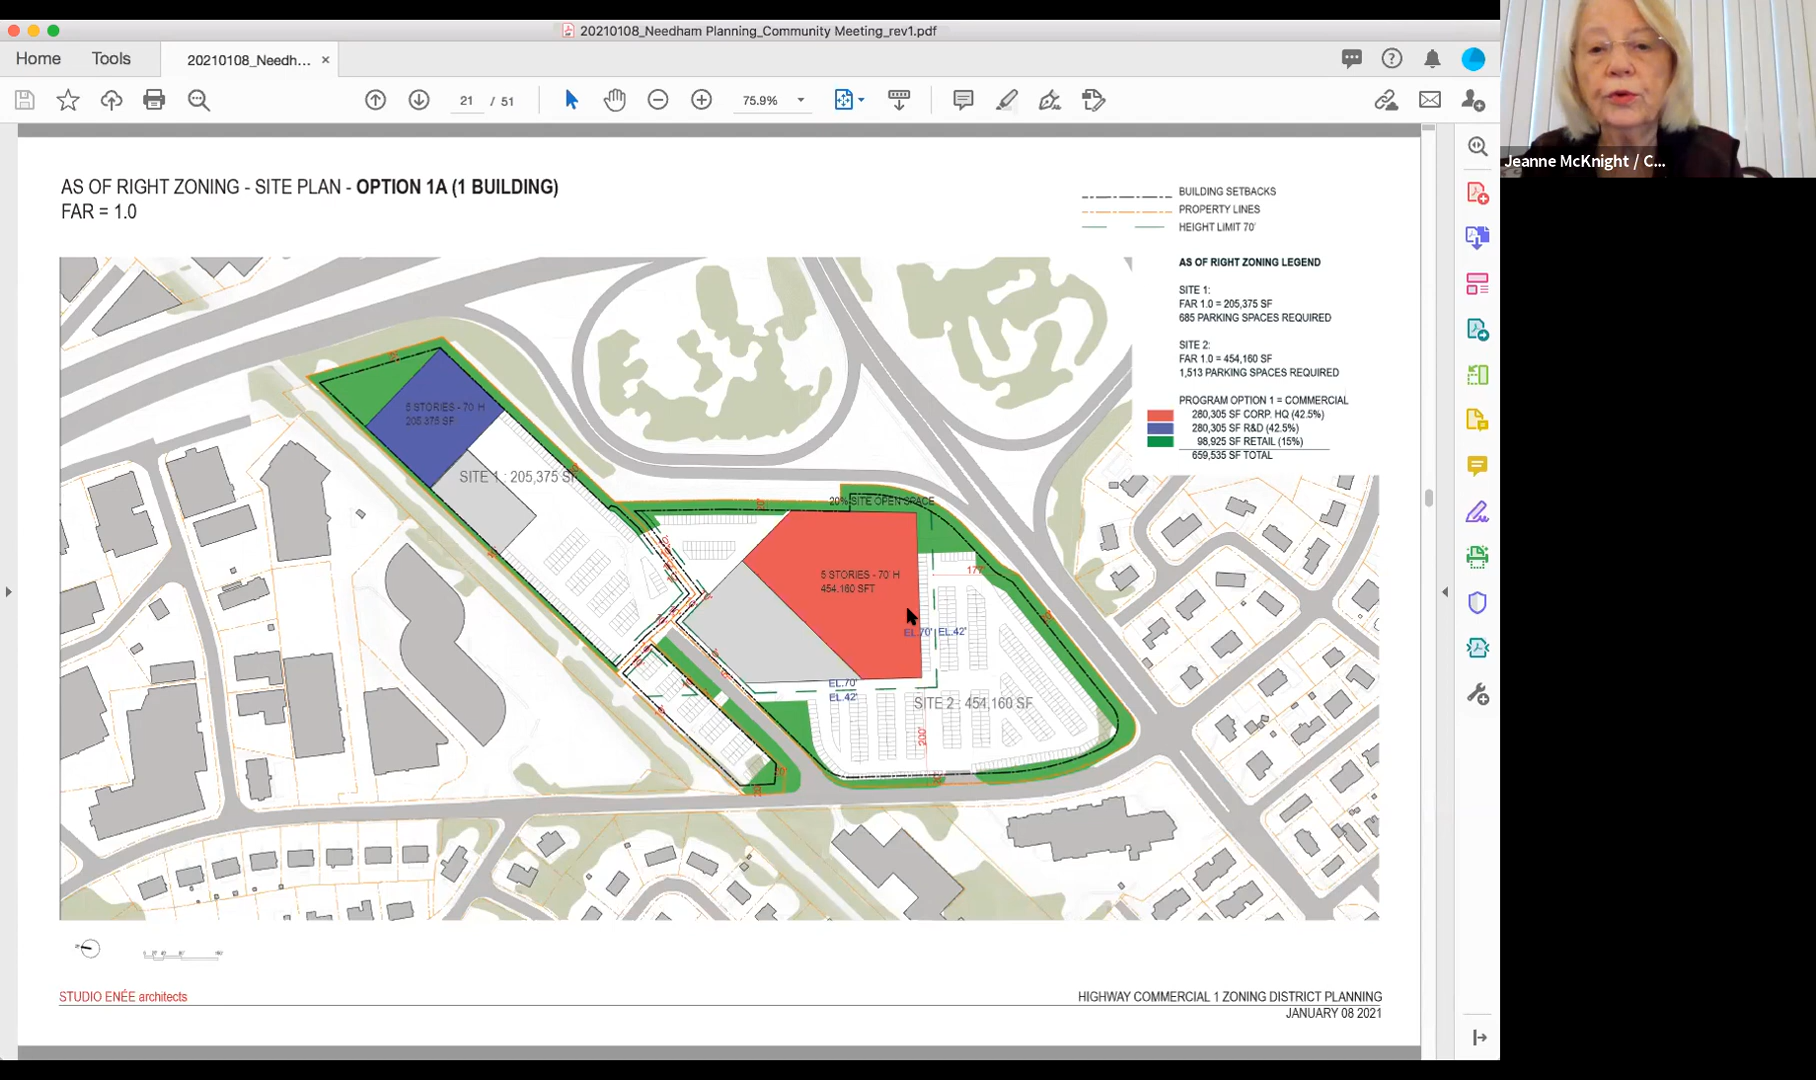 20210108_Needham Planning_Community Meeting_rev1.pdf
Home
Tools
20210108_Needh... ×
21 / 51
75.9%
Jeanne McKnight / C...
AS OF RIGHT ZONING - SITE PLAN - OPTION 1A (1 BUILDING)
FAR = 1.0
BUILDING SETBACKS
PROPERTY LINES
HEIGHT LIMIT 70'
AS OF RIGHT ZONING LEGEND
SITE 1:
FAR 1.0 = 205,375 SF
685 PARKING SPACES REQUIRED
SITE 2:
FAR 1.0 = 454,160 SF
1,513 PARKING SPACES REQUIRED
PROGRAM OPTION 1 = COMMERCIAL
280,305 SF CORP. HQ (42.5%)
280,305 SF R&D (42.5%)
98,925 SF RETAIL (15%)
659,535 SF TOTAL
5 STORIES - 70' H
205.375 SF
SITE 1 : 205,375 SF
20% SITE OPEN SPACE
5 STORIES - 70' H
454.160 SFT
177'
EL.70' EL.42'
EL.70'
EL.42'
SITE 2 : 454,160 SF
200'
STUDIO ENÉE architects
HIGHWAY COMMERCIAL 1 ZONING DISTRICT PLANNING
JANUARY 08 2021